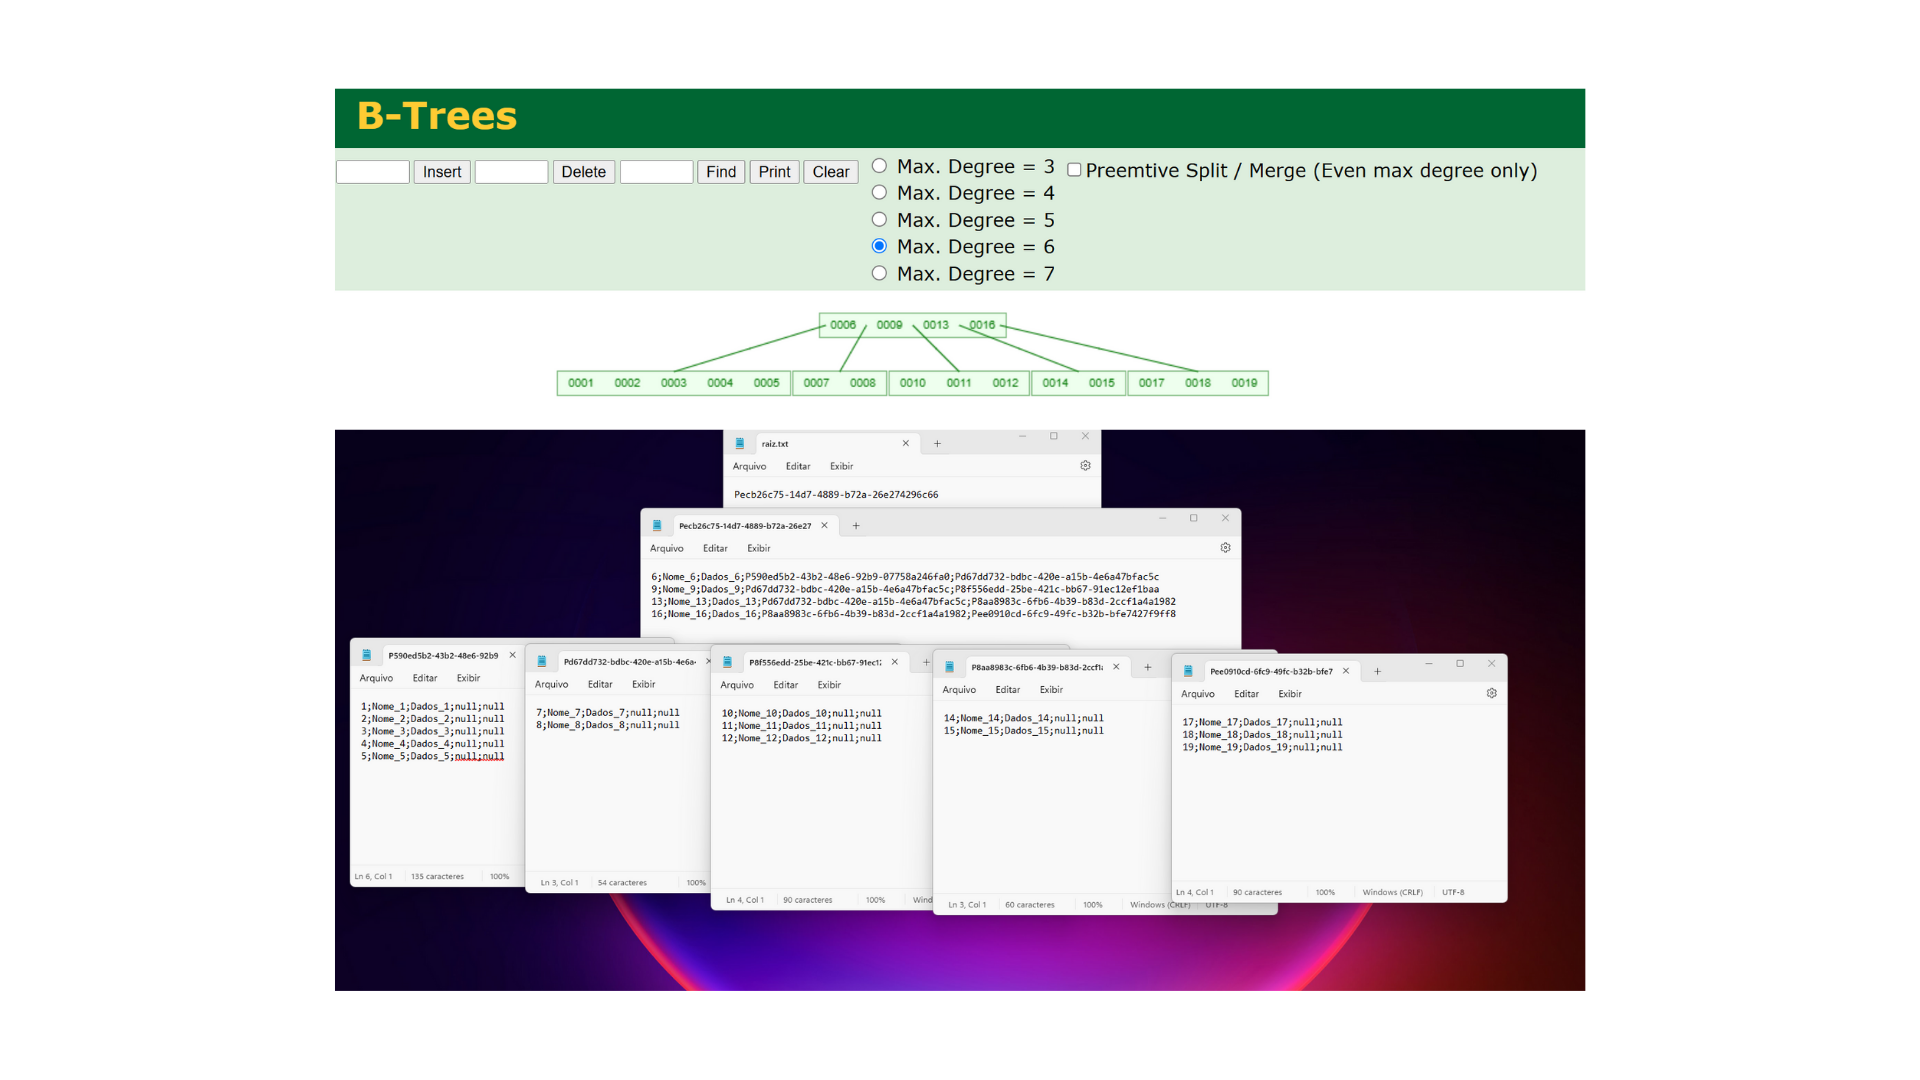 B-Trees
Insert Delete Find Print Clear
Max. Degree = 3
Max. Degree = 4
Max. Degree = 5
Max. Degree = 6
Max. Degree = 7
Preemtive Split / Merge (Even max degree only)
0006 0009 0013 0016
0001 0002 0003 0004 0005 0007 0008 0010 0011 0012 0014 0015 0017 0018 0019
raiz.txt
Arquivo Editar Exibir
Pecb26c75-14d7-4889-b72a-26e274296c66
Pecb26c75-14d7-4889-b72a-26e27
Arquivo Editar Exibir
6;Nome_6;Dados_6;P590ed5b2-43b2-48e6-92b9-07758a246fa0;Pd67dd732-bdbc-420e-a15b-4e6a47bfac5c
9;Nome_9;Dados_9;Pd67dd732-bdbc-420e-a15b-4e6a47bfac5c;P8f556edd-25be-421c-bb67-91ec12ef1baa
13;Nome_13;Dados_13;Pd67dd732-bdbc-420e-a15b-4e6a47bfac5c;P8aa8983c-6fb6-4b39-b83d-2ccf1a4a1982
16;Nome_16;Dados_16;P8aa8983c-6fb6-4b39-b83d-2ccf1a4a1982;Pee0910cd-6fc9-49fc-b32b-bfe7427f9ff8
P590ed5b2-43b2-48e6-92b9
Arquivo Editar Exibir
1;Nome_1;Dados_1;null;null
2;Nome_2;Dados_2;null;null
3;Nome_3;Dados_3;null;null
4;Nome_4;Dados_4;null;null
5;Nome_5;Dados_5;null;null
Ln 6, Col 1 135 caracteres 100%
Pd67dd732-bdbc-420e-a15b-4e6a
Arquivo Editar Exibir
7;Nome_7;Dados_7;null;null
8;Nome_8;Dados_8;null;null
Ln 3, Col 1 54 caracteres 100%
P8f556edd-25be-421c-bb67-91ec12
Arquivo Editar Exibir
10;Nome_10;Dados_10;null;null
11;Nome_11;Dados_11;null;null
12;Nome_12;Dados_12;null;null
Ln 4, Col 1 90 caracteres 100% Wind
P8aa8983c-6fb6-4b39-b83d-2ccf1a
Arquivo Editar Exibir
14;Nome_14;Dados_14;null;null
15;Nome_15;Dados_15;null;null
Ln 3, Col 1 60 caracteres 100% Windows (CRLF) UTF-8
Pee0910cd-6fc9-49fc-b32b-bfe7
Arquivo Editar Exibir
17;Nome_17;Dados_17;null;null
18;Nome_18;Dados_18;null;null
19;Nome_19;Dados_19;null;null
Ln 4, Col 1 90 caracteres 100% Windows (CRLF) UTF-8